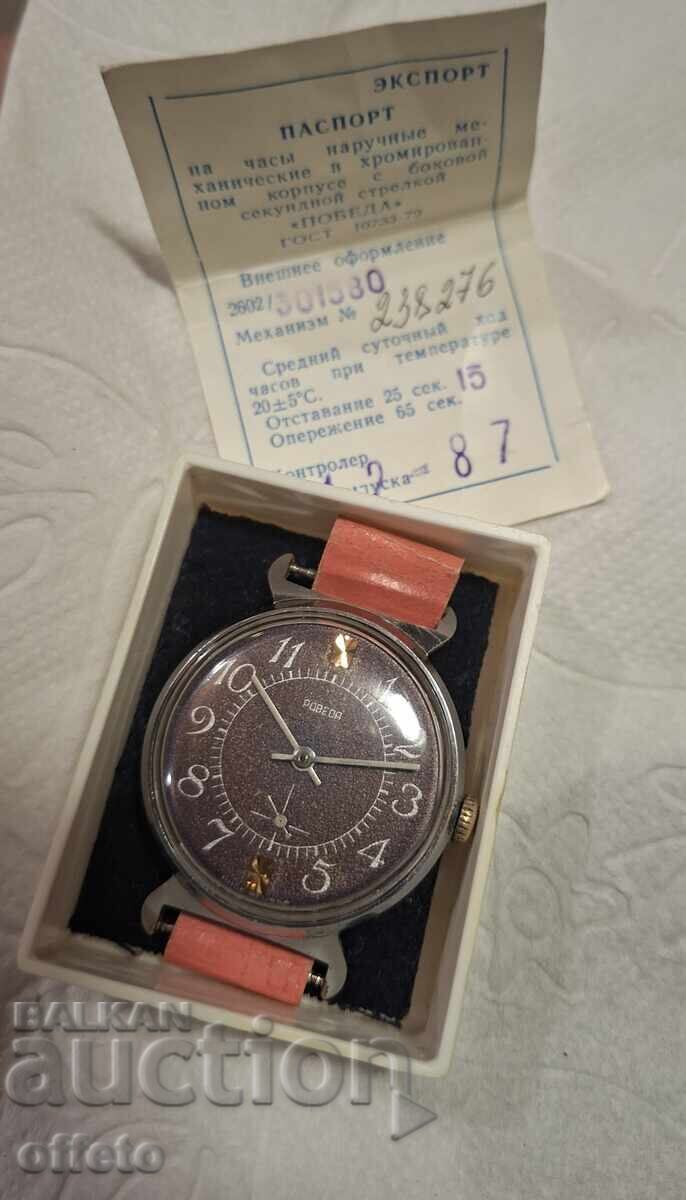 ЭКСПОРТ
ПАСПОРТ
на часы наручные ме-
ханические в хромирован-
ном корпусе с боковой
секундной стрелкой
«ПОБЕДА»
ГОСТ 10733-79
Внешнее оформление
2602/301580
Механизм № 238276
Средний суточный ход
часов при температуре
20±5°С.
Отставание 25 сек. 15
Опережение 65 сек.
Контролер
пуска 87
11 1
10 2
POBEDA
9 3
8 4
7 5
BALKAN
auction
offeto